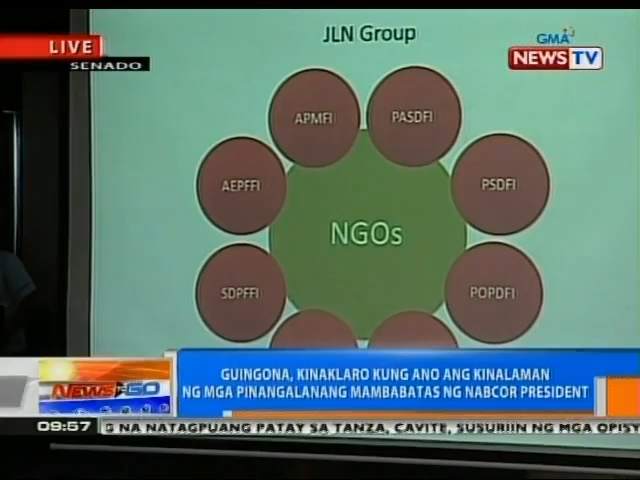 JLN Group
GMA
NEWS TV
LIVE
SENADO
APMFI
PASDFI
AEPFFI
PSDFI
NGOs
SDPFFI
POPDFI
GUINGONA, KINAKLARO KUNG ANO ANG KINALAMAN
NG MGA PINANGALANANG MAMBABATAS NG NABCOR PRESIDENT
NEWS TO GO
09:57
G NA NATAGPUANG PATAY SA TANZA, CAVITE, SUSURIIN NG MGA OPISY